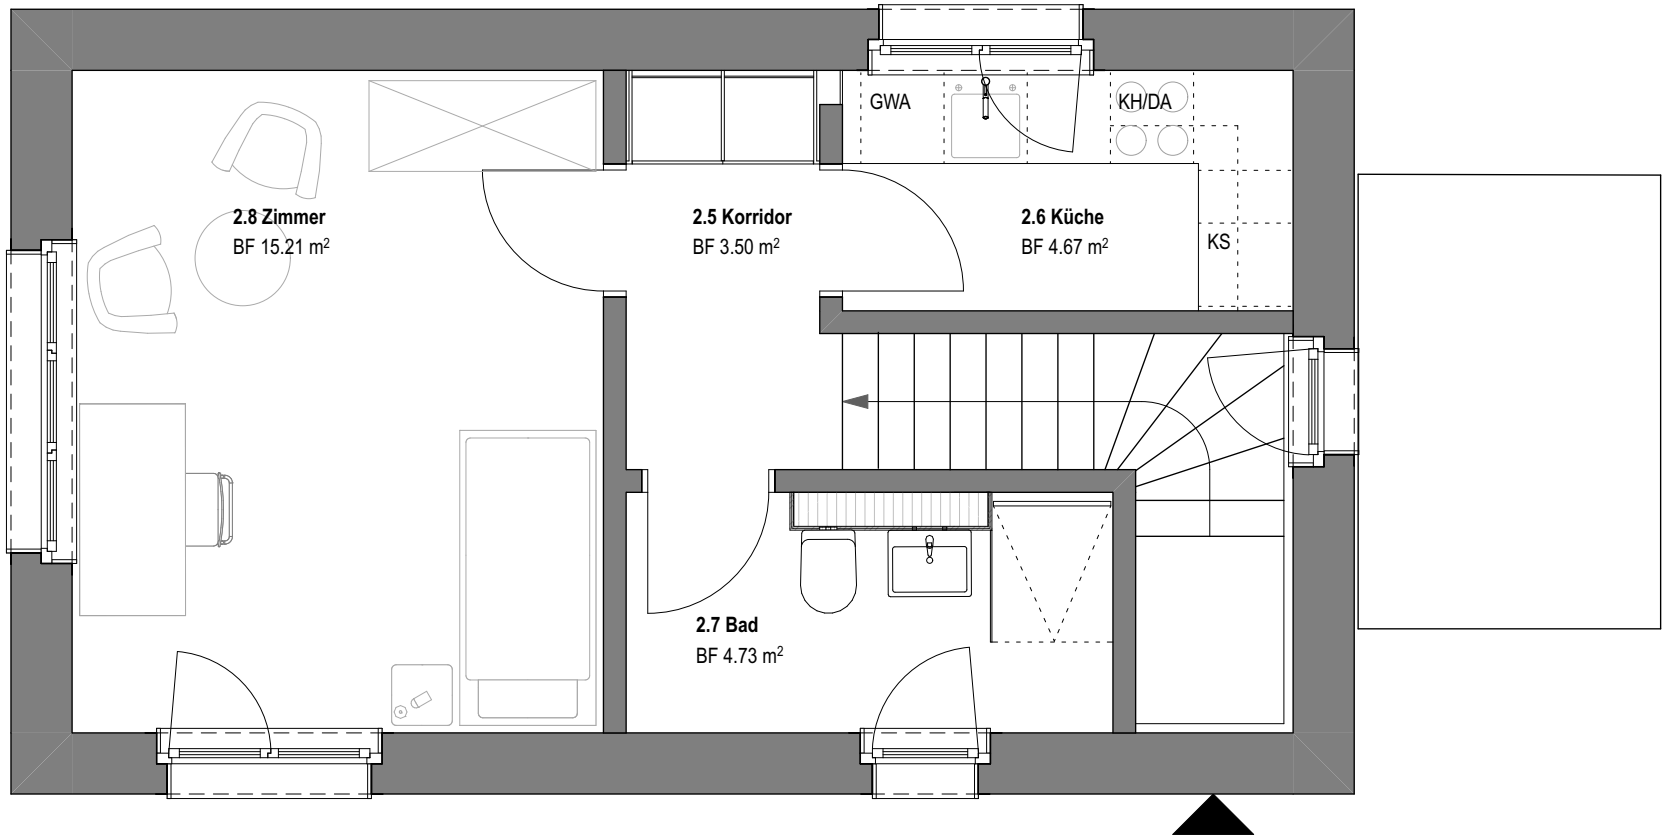 GWA
KH/DA
2.8 Zimmer
BF 15.21 m²
2.5 Korridor
BF 3.50 m²
2.6 Küche
BF 4.67 m²
KS
2.7 Bad
BF 4.73 m²